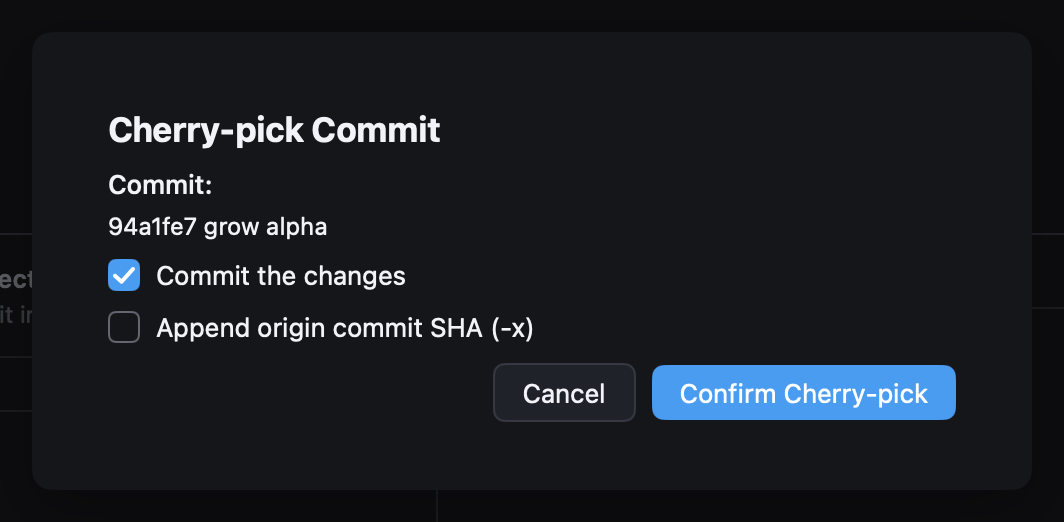 Cherry-pick Commit
Commit:
94a1fe7 grow alpha
Commit the changes
Append origin commit SHA (-x)
Cancel
Confirm Cherry-pick